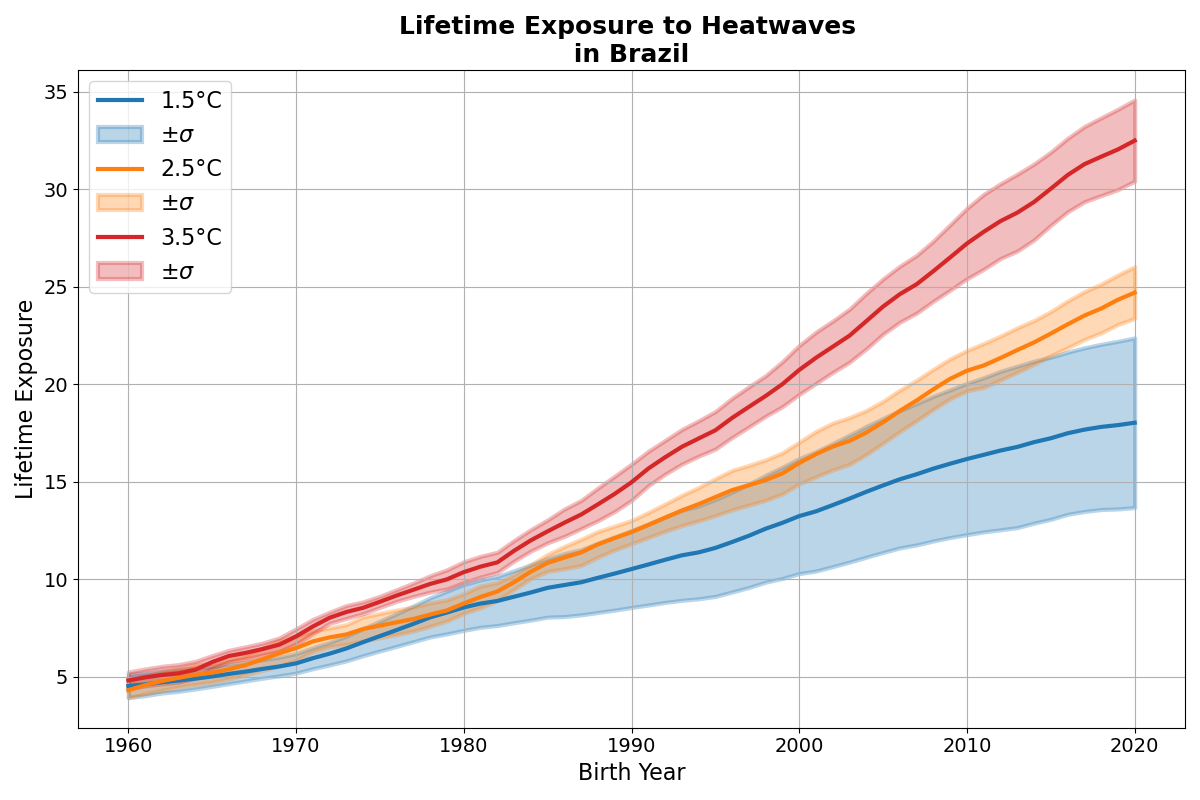 Lifetime Exposure to Heatwaves
in Brazil
35
30
25
20
15
10
5
Lifetime Exposure
1.5°C
±σ
2.5°C
±σ
3.5°C
±σ
1960 1970 1980 1990 2000 2010 2020
Birth Year